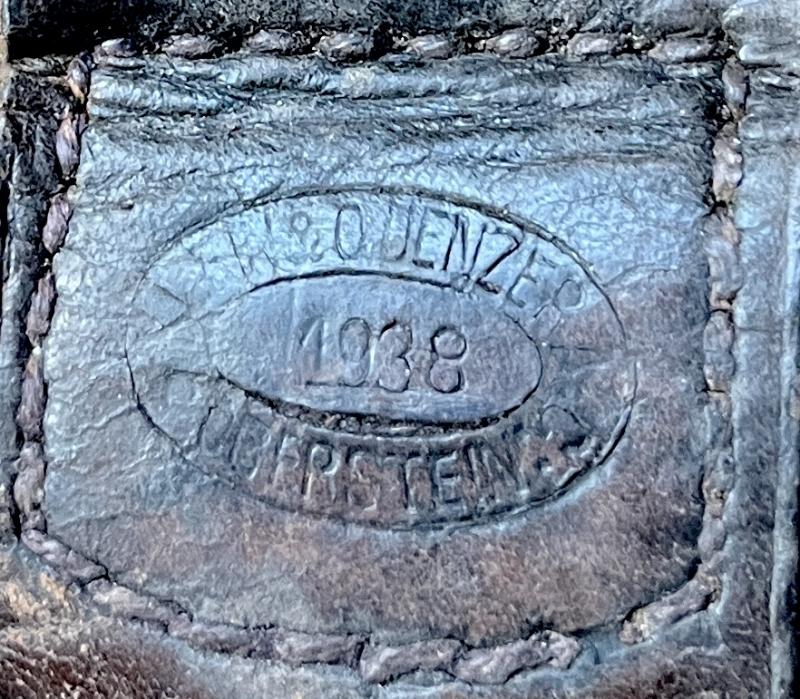 W & O. DENZER
1938
OBERSTEIN